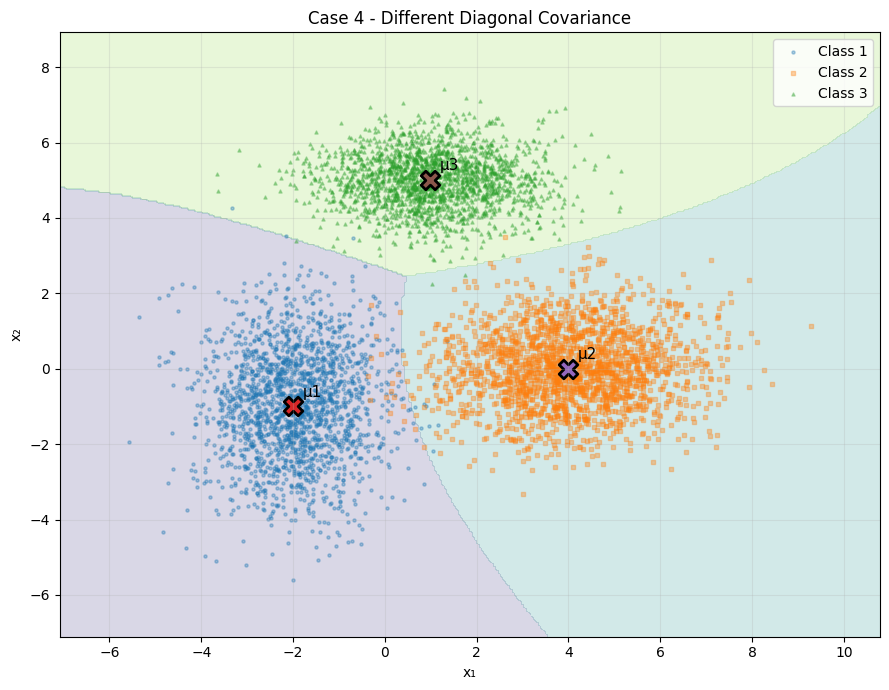 Case 4 - Different Diagonal Covariance
Class 1
Class 2
Class 3
μ3
μ2
μ1
x₂
8
6
4
2
0
−2
−4
−6
−6
−4
−2
0
2
4
6
8
10
x₁